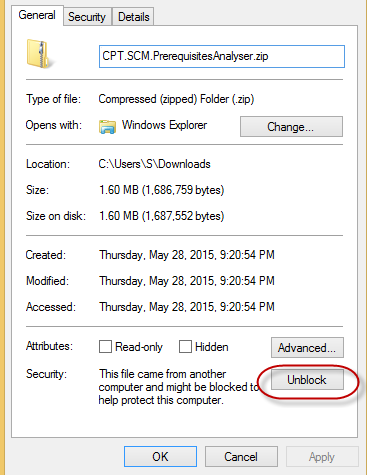 General
Security
Details
CPT.SCM.PrerequisitesAnalyser.zip
Type of file: Compressed (zipped) Folder (.zip)
Opens with: Windows Explorer Change...
Location: C:\Users\S\Downloads
Size: 1.60 MB (1,686,759 bytes)
Size on disk: 1.60 MB (1,687,552 bytes)
Created: Thursday, May 28, 2015, 9:20:54 PM
Modified: Thursday, May 28, 2015, 9:20:54 PM
Accessed: Thursday, May 28, 2015, 9:20:54 PM
Attributes: Read-only Hidden Advanced...
Security: This file came from another
computer and might be blocked to
help protect this computer.
Unblock
OK Cancel Apply